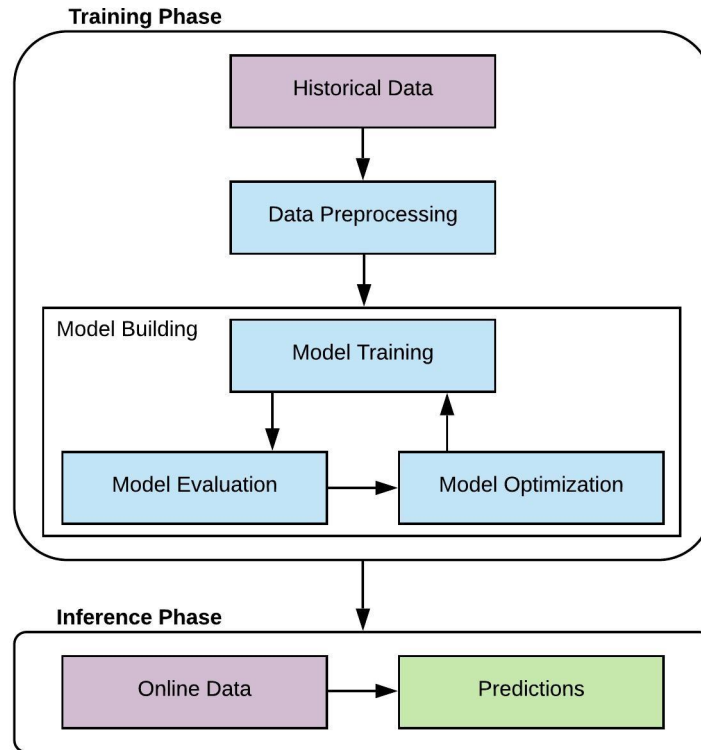 Training Phase
Historical Data
Data Preprocessing
Model Building
Model Training
Model Evaluation
Model Optimization
Inference Phase
Online Data
Predictions